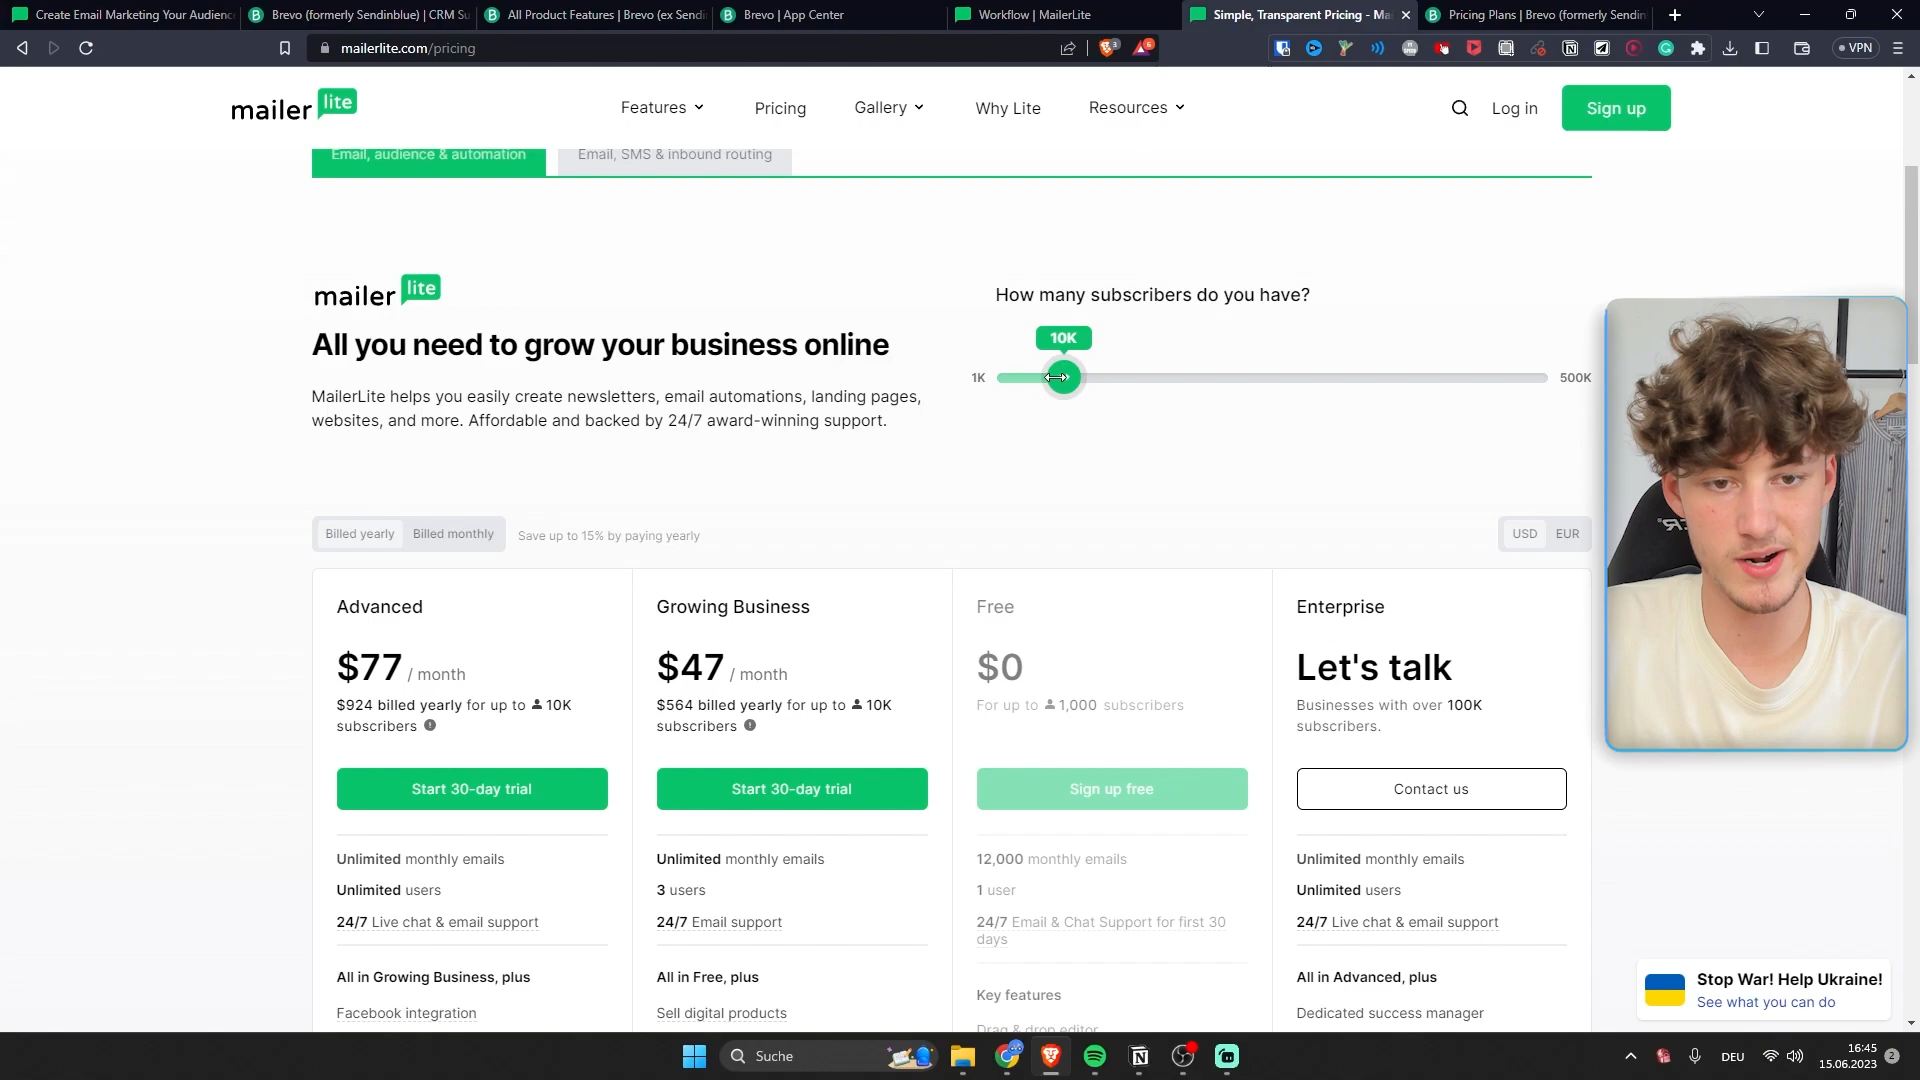 Create Email Marketing Your Audienc
Brevo (formerly Sendinblue) | CRM Su
All Product Features | Brevo (ex Sendi
Brevo | App Center
Workflow | MailerLite
Simple, Transparent Pricing - Ma
Pricing Plans | Brevo (formerly Sendin
mailerlite.com/pricing
VPN
mailer lite
Features
Pricing
Gallery
Why Lite
Resources
Log in
Sign up
Email, audience & automation
Email, SMS & inbound routing
mailer lite
How many subscribers do you have?
10K
1K
500K
All you need to grow your business online
MailerLite helps you easily create newsletters, email automations, landing pages,
websites, and more. Affordable and backed by 24/7 award-winning support.
Billed yearly
Billed monthly
Save up to 15% by paying yearly
USD
EUR
Advanced
$77 / month
$924 billed yearly for up to 10K
subscribers
Start 30-day trial
Unlimited monthly emails
Unlimited users
24/7 Live chat & email support
All in Growing Business, plus
Facebook integration
Growing Business
$47 / month
$564 billed yearly for up to 10K
subscribers
Start 30-day trial
Unlimited monthly emails
3 users
24/7 Email support
All in Free, plus
Sell digital products
Free
$0
For up to 1,000 subscribers
Sign up free
12,000 monthly emails
1 user
24/7 Email & Chat Support for first 30
days
Key features
Drag & drop editor
Enterprise
Let's talk
Businesses with over 100K
subscribers.
Contact us
Unlimited monthly emails
Unlimited users
24/7 Live chat & email support
All in Advanced, plus
Dedicated success manager
Stop War! Help Ukraine!
See what you can do
Suche
DEU
16:45
15.06.2023
2